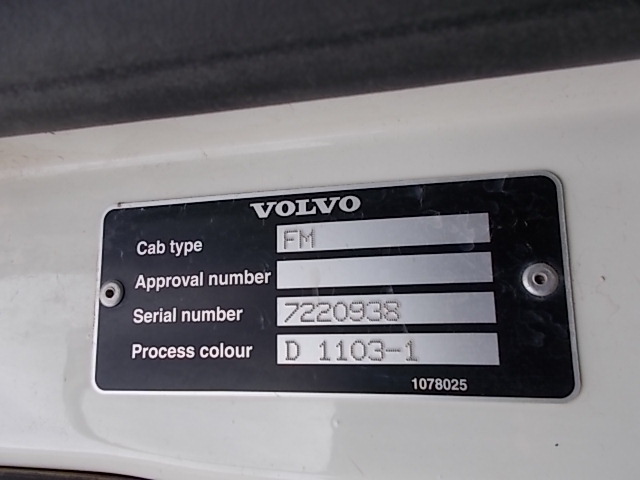 VOLVO
Cab type FM
Approval number
Serial number 7220938
Process colour D 1103-1
1078025